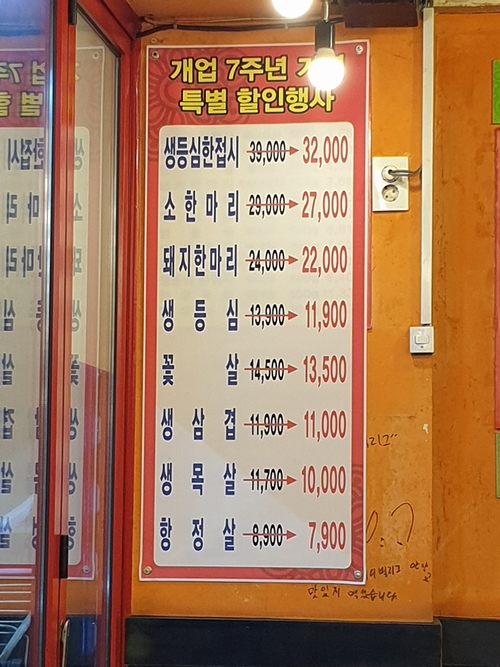 개업 7주년
특별 할인행사
생등심한접시 39,000 32,000
소한마리 29,000 27,000
돼지한마리 24,000 22,000
생등심 13,900 11,900
꽃살 14,500 13,500
생삼겹 11,900 11,000
생목살 11,700 10,000
항정살 8,900 7,900
맛있게 먹었습니다